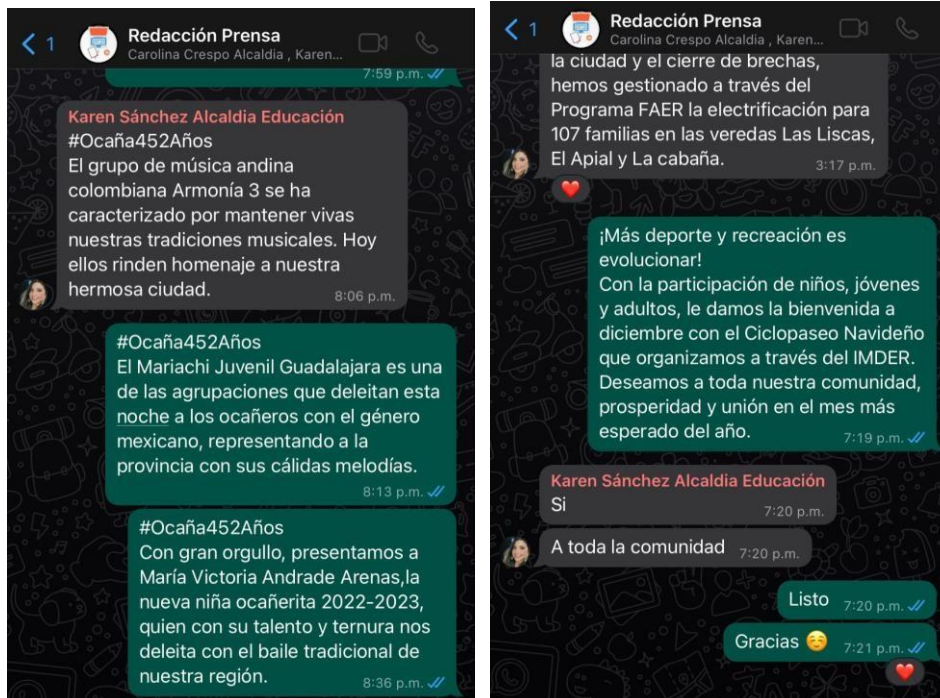 1
Redacción Prensa
Carolina Crespo Alcaldia , Karen...
7:59 p.m.
Karen Sánchez Alcaldia Educación
#Ocaña452Años
El grupo de música andina
colombiana Armonía 3 se ha
caracterizado por mantener vivas
nuestras tradiciones musicales. Hoy
ellos rinden homenaje a nuestra
hermosa ciudad.
8:06 p.m.
#Ocaña452Años
El Mariachi Juvenil Guadalajara es una
de las agrupaciones que deleitan esta
noche a los ocañeros con el género
mexicano, representando a la
provincia con sus cálidas melodías.
8:13 p.m.
#Ocaña452Años
Con gran orgullo, presentamos a
María Victoria Andrade Arenas,la
nueva niña ocañerita 2022-2023,
quien con su talento y ternura nos
deleita con el baile tradicional de
nuestra región.
8:36 p.m.
1
Redacción Prensa
Carolina Crespo Alcaldia , Karen...
la ciudad y el cierre de brechas,
hemos gestionado a través del
Programa FAER la electrificación para
107 familias en las veredas Las Liscas,
El Apial y La cabaña.
3:17 p.m.
❤️
¡Más deporte y recreación es
evolucionar!
Con la participación de niños, jóvenes
y adultos, le damos la bienvenida a
diciembre con el Ciclopaseo Navideño
que organizamos a través del IMDER.
Deseamos a toda nuestra comunidad,
prosperidad y unión en el mes más
esperado del año.
7:19 p.m.
Karen Sánchez Alcaldia Educación
Si
7:20 p.m.
A toda la comunidad
7:20 p.m.
Listo
7:20 p.m.
Gracias ☺️
7:21 p.m.
❤️